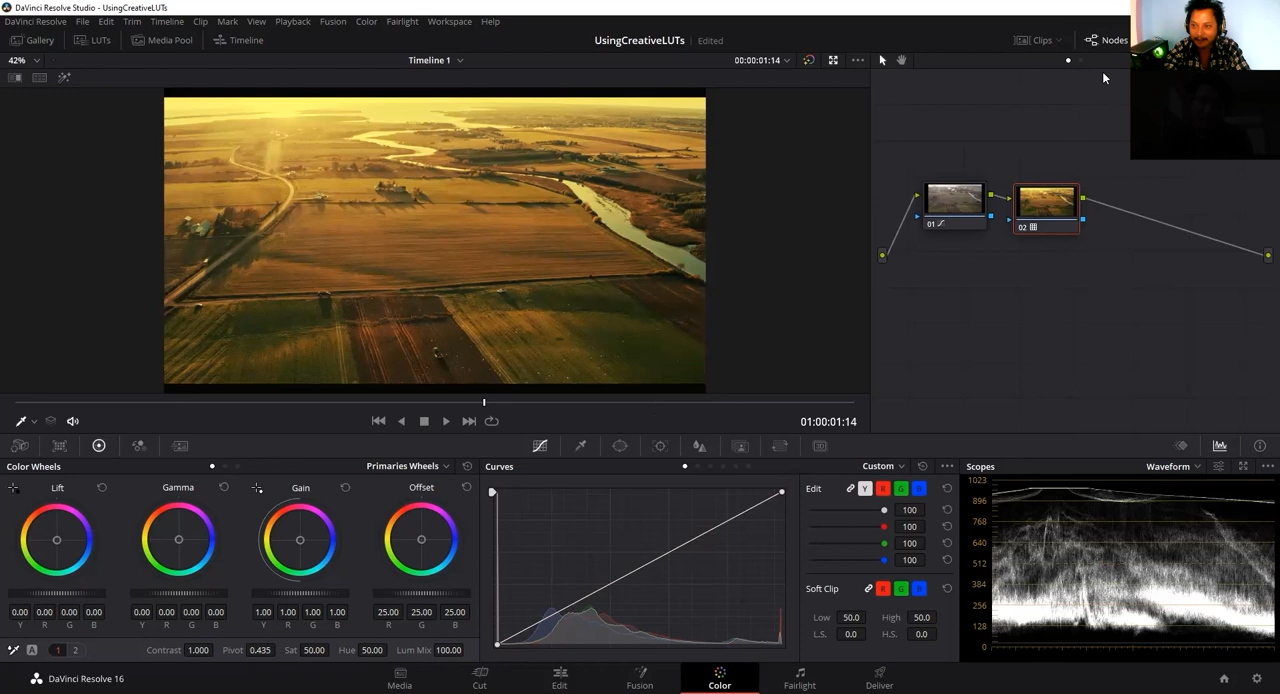 DaVinci Resolve Studio - UsingCreativeLUTs
DaVinci Resolve File Edit Trim Timeline Clip Mark View Playback Fusion Color Fairlight Workspace Help
Gallery LUTs Media Pool Timeline UsingCreativeLUTs Edited Clips Nodes
42% Timeline 1 00:00:01:14
01 02
01:00:01:14
Color Wheels Primaries Wheels Curves Custom Scopes Waveform
Lift Gamma Gain Offset Edit Y R G B 1023
100 896
100 768
100 640
100 512
Soft Clip R G B 384
0.00 0.00 0.00 0.00 0.00 0.00 0.00 0.00 1.00 1.00 1.00 1.00 25.00 25.00 25.00 Low 50.0 High 50.0 256
Y R G B Y R G B Y R G B R G B L.S. 0.0 H.S. 0.0 128
A 1 2 Contrast 1.000 Pivot 0.435 Sat 50.00 Hue 50.00 Lum Mix 100.00 0
DaVinci Resolve 16 Media Cut Edit Fusion Color Fairlight Deliver